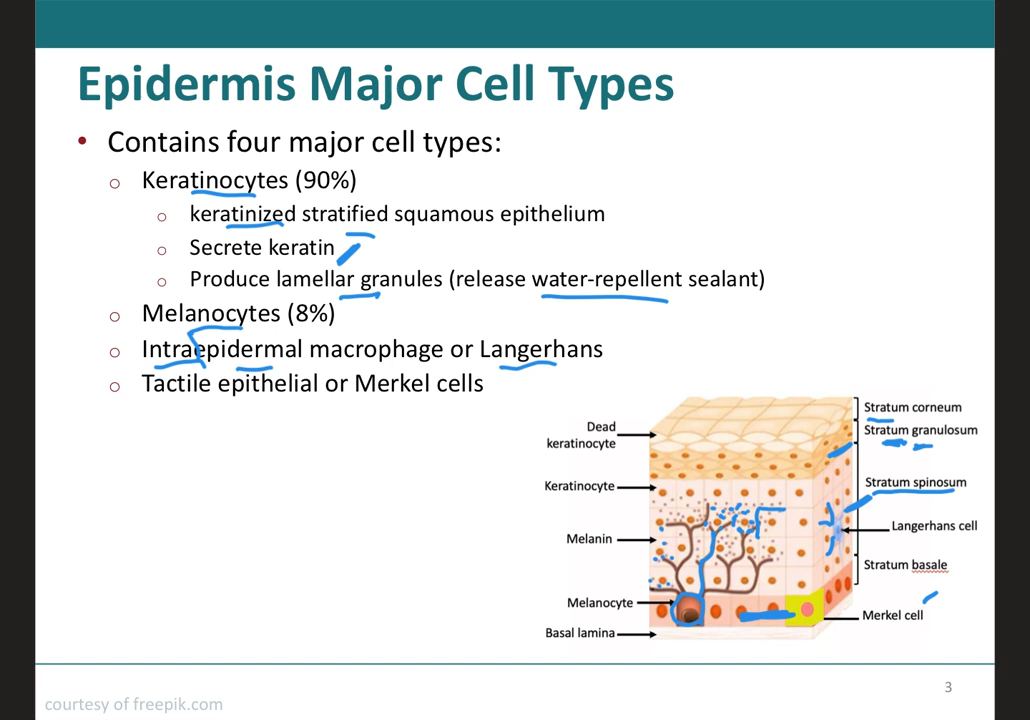 Epidermis Major Cell Types
• Contains four major cell types:
o Keratinocytes (90%)
o keratinized stratified squamous epithelium
o Secrete keratin
o Produce lamellar granules (release water-repellent sealant)
o Melanocytes (8%)
o Intraepidermal macrophage or Langerhans
o Tactile epithelial or Merkel cells
Dead
keratinocyte
Keratinocyte
Melanin
Melanocyte
Basal lamina
Stratum corneum
Stratum granulosum
Stratum spinosum
Langerhans cell
Stratum basale
Merkel cell
3
courtesy of freepik.com